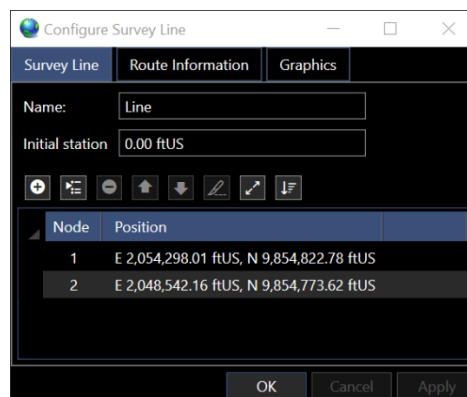 Configure Survey Line
Survey Line Route Information Graphics
Name: Line
Initial station 0.00 ftUS
Node Position
1 E 2,054,298.01 ftUS, N 9,854,822.78 ftUS
2 E 2,048,542.16 ftUS, N 9,854,773.62 ftUS
OK Cancel Apply